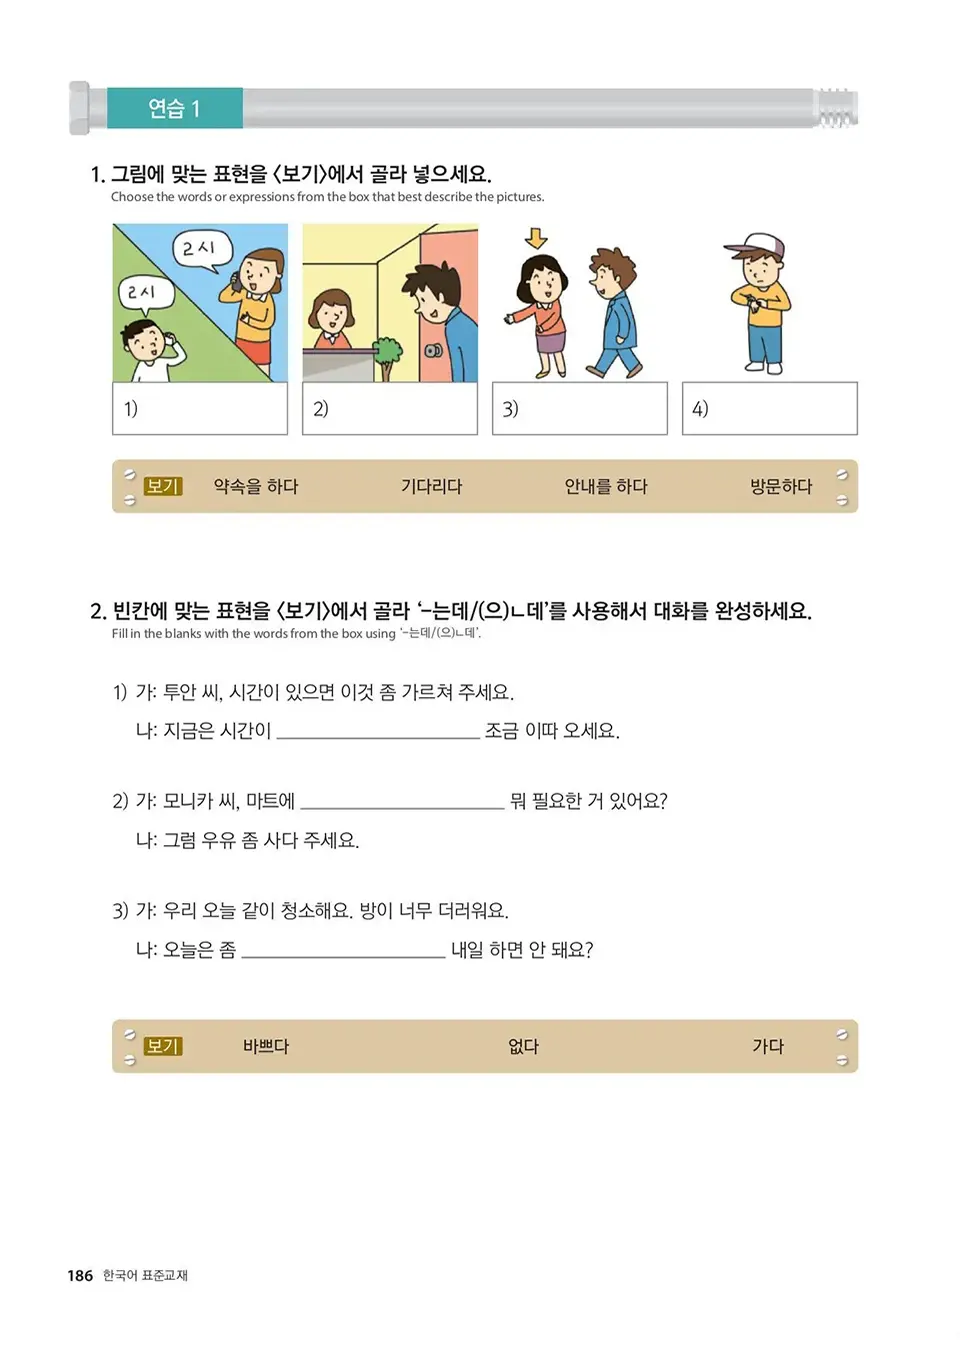 연습 1
1. 그림에 맞는 표현을 〈보기〉에서 골라 넣으세요.
Choose the words or expressions from the box that best describe the pictures.
2시
2시
1)
2)
3)
4)
보기 약속을 하다 기다리다 안내를 하다 방문하다
2. 빈칸에 맞는 표현을 〈보기〉에서 골라 ‘-는데/(으)ㄴ데’를 사용해서 대화를 완성하세요.
Fill in the blanks with the words from the box using ‘-는데/(으)ㄴ데’.
1) 가: 투안 씨, 시간이 있으면 이것 좀 가르쳐 주세요.
나: 지금은 시간이 ____________________ 조금 이따 오세요.
2) 가: 모니카 씨, 마트에 ____________________ 뭐 필요한 거 있어요?
나: 그럼 우유 좀 사다 주세요.
3) 가: 우리 오늘 같이 청소해요. 방이 너무 더러워요.
나: 오늘은 좀 ____________________ 내일 하면 안 돼요?
보기 바쁘다 없다 가다
186 한국어 표준교재